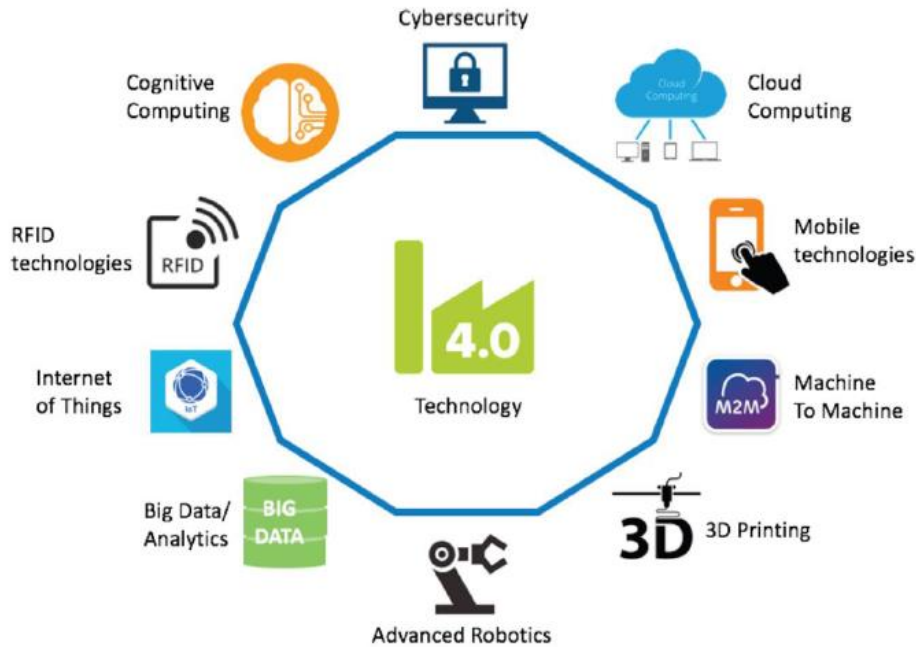 Cybersecurity
Cognitive
Computing
Cloud
Computing
Cloud
Computing
RFID
technologies
RFID
Mobile
technologies
4.0
Technology
Internet
of Things
IoT
M2M
Machine
To Machine
Big Data/
Analytics
BIG
DATA
3D
3D Printing
Advanced Robotics